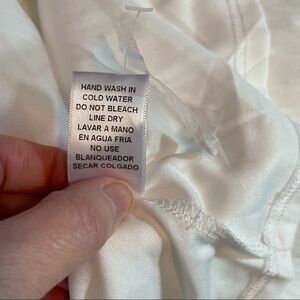 HAND WASH IN
COLD WATER
DO NOT BLEACH
LINE DRY
LAVAR A MANO
EN AGUA FRIA
NO USE
BLANQUEADOR
SECAR COLGADO